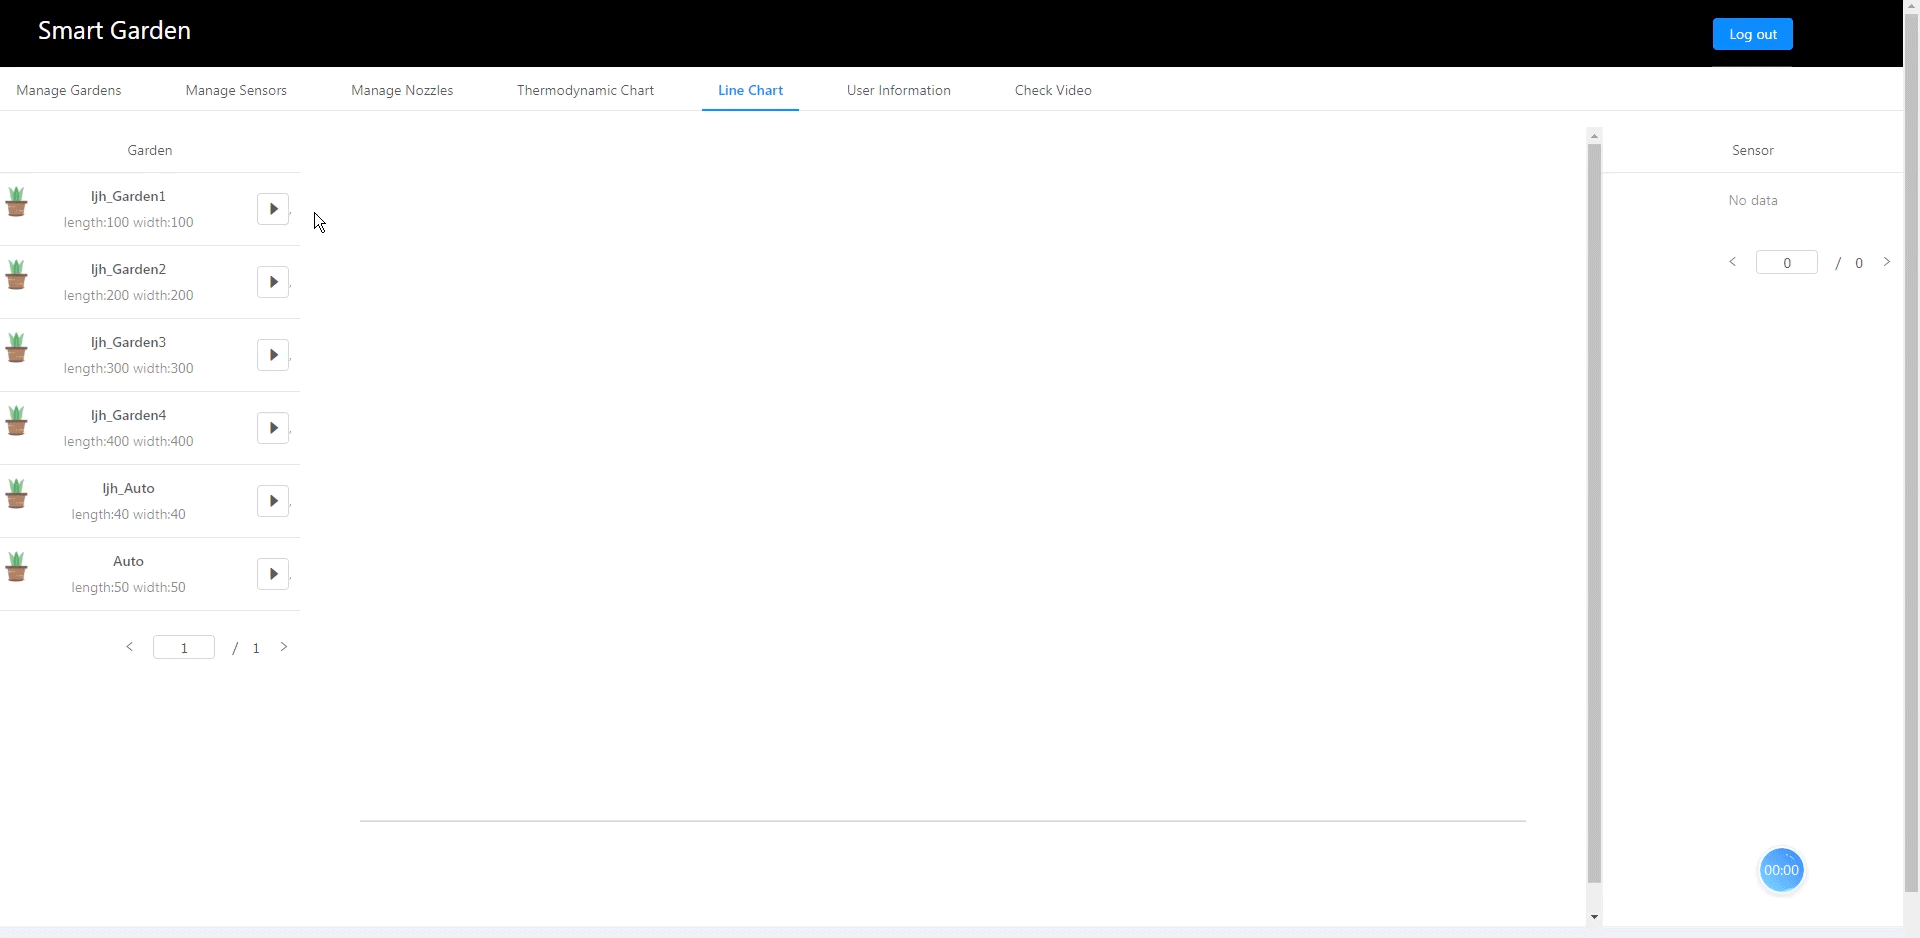 Smart Garden
Log out
Manage Gardens Manage Sensors Manage Nozzles Thermodynamic Chart Line Chart User Information Check Video
Garden
ljh_Garden1
length:100 width:100
ljh_Garden2
length:200 width:200
ljh_Garden3
length:300 width:300
ljh_Garden4
length:400 width:400
ljh_Auto
length:40 width:40
Auto
length:50 width:50
< 1 / 1 >
Sensor
No data
< 0 / 0 >
00:00